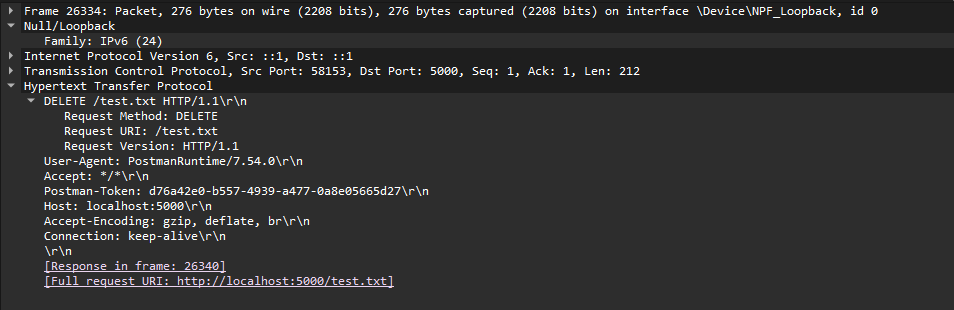 Frame 26334: Packet, 276 bytes on wire (2208 bits), 276 bytes captured (2208 bits) on interface \Device\NPF_Loopback, id 0
Null/Loopback
Family: IPv6 (24)
Internet Protocol Version 6, Src: ::1, Dst: ::1
Transmission Control Protocol, Src Port: 58153, Dst Port: 5000, Seq: 1, Ack: 1, Len: 212
Hypertext Transfer Protocol
DELETE /test.txt HTTP/1.1\r\n
Request Method: DELETE
Request URI: /test.txt
Request Version: HTTP/1.1
User-Agent: PostmanRuntime/7.54.0\r\n
Accept: */*\r\n
Postman-Token: d76a42e0-b557-4939-a477-0a8e05665d27\r\n
Host: localhost:5000\r\n
Accept-Encoding: gzip, deflate, br\r\n
Connection: keep-alive\r\n
\r\n
[Response in frame: 26340]
[Full request URI: http://localhost:5000/test.txt]